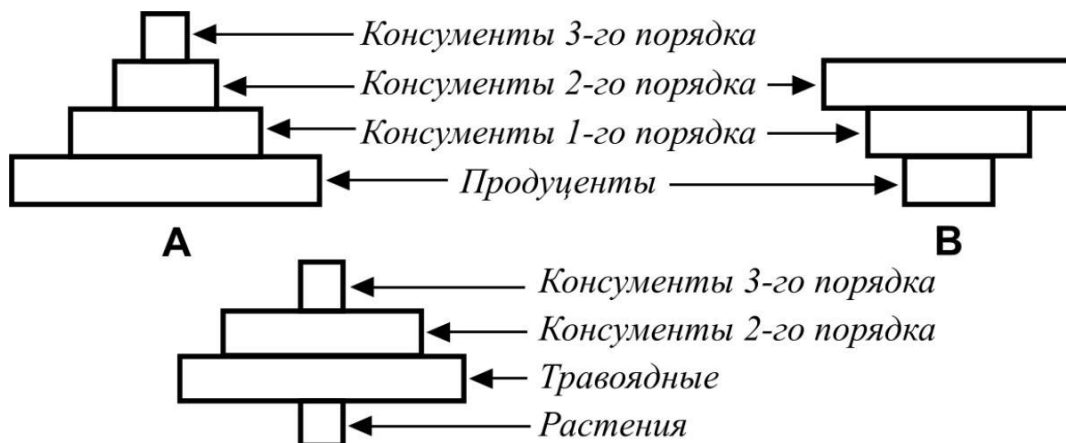 Консументы 3-го порядка
Консументы 2-го порядка
Консументы 1-го порядка
Продуценты
A
B
Консументы 3-го порядка
Консументы 2-го порядка
Травоядные
Растения